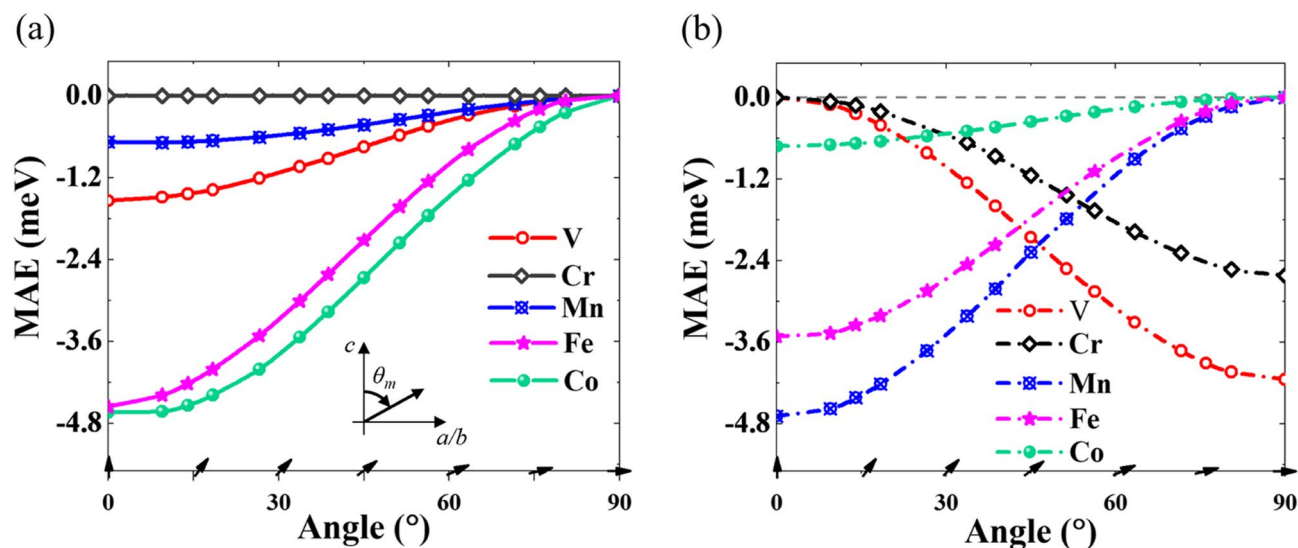 (a)
MAE (meV)
0.0
-1.2
-2.4
-3.6
-4.8
V
Cr
Mn
Fe
Co
c
θm
a/b
0 30 60 90
Angle (°)
(b)
MAE (meV)
0.0
-1.2
-2.4
-3.6
-4.8
V
Cr
Mn
Fe
Co
0 30 60 90
Angle (°)